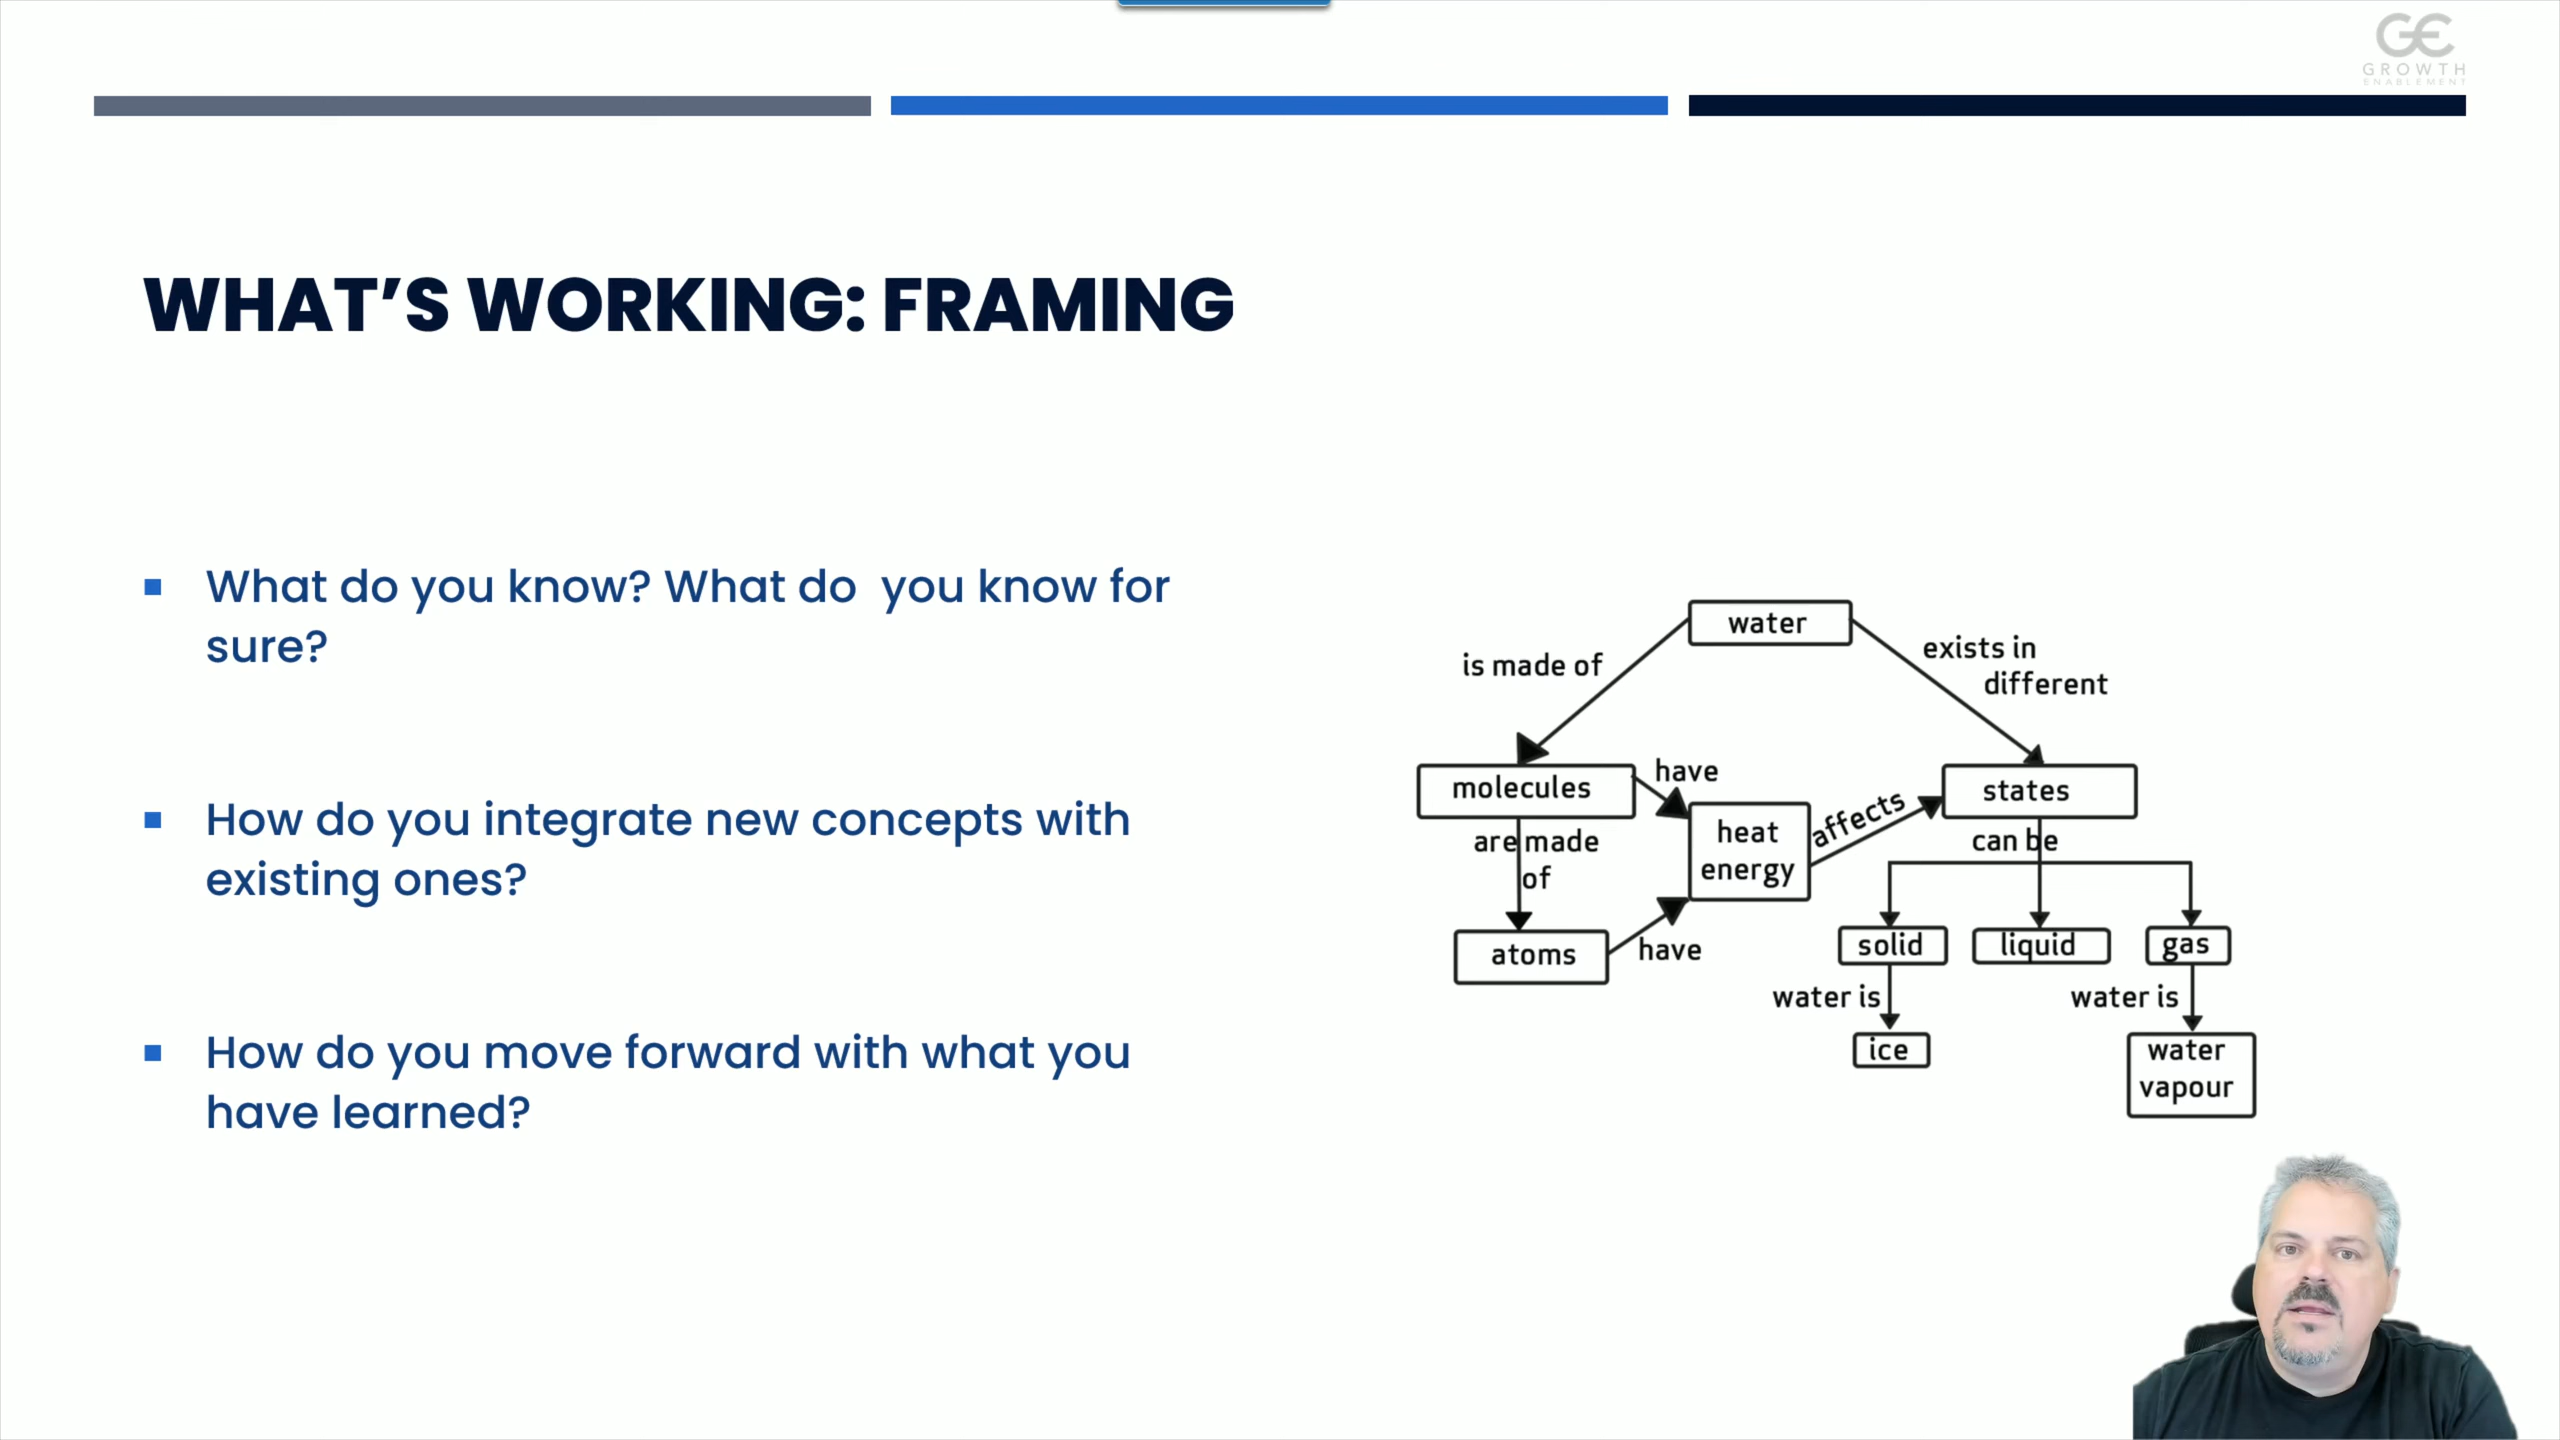 GE
GROWTH
ENABLEMENT
WHAT’S WORKING: FRAMING
What do you know? What do  you know for
sure?
How do you integrate new concepts with
existing ones?
How do you move forward with what you
have learned?
water
is made of
exists in
different
molecules
have
states
affects
heat
energy
are made
of
can be
atoms
have
solid
liquid
gas
water is
water is
ice
water
vapour